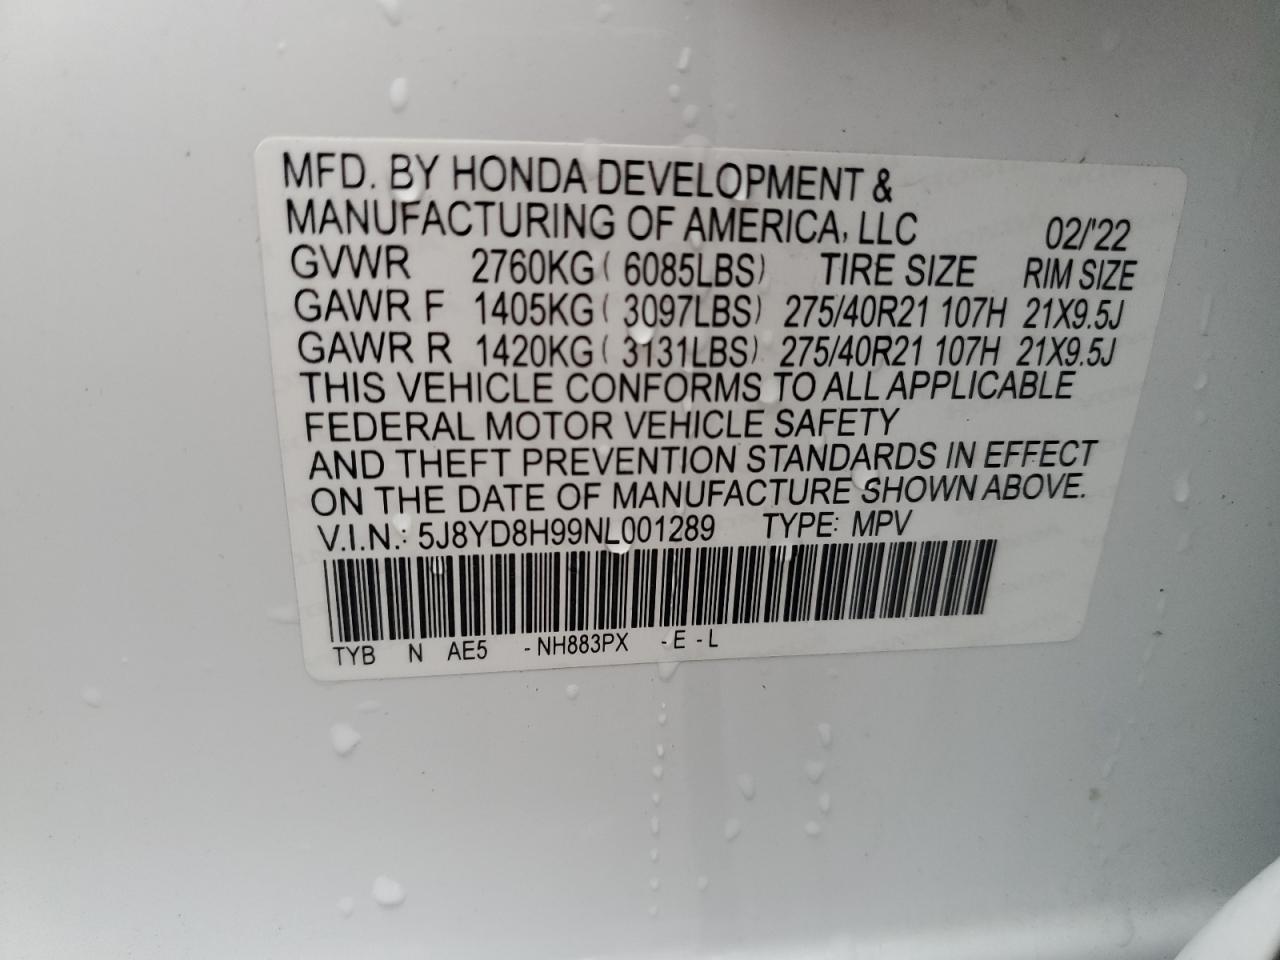 MFD. BY HONDA DEVELOPMENT &
MANUFACTURING OF AMERICA, LLC 02/'22
GVWR 2760KG ( 6085LBS) TIRE SIZE RIM SIZE
GAWR F 1405KG ( 3097LBS) 275/40R21 107H 21X9.5J
GAWR R 1420KG ( 3131LBS) 275/40R21 107H 21X9.5J
THIS VEHICLE CONFORMS TO ALL APPLICABLE
FEDERAL MOTOR VEHICLE SAFETY
AND THEFT PREVENTION STANDARDS IN EFFECT
ON THE DATE OF MANUFACTURE SHOWN ABOVE.
V.I.N.: 5J8YD8H99NL001289 TYPE: MPV
TYB N AE5 - NH883PX - E - L